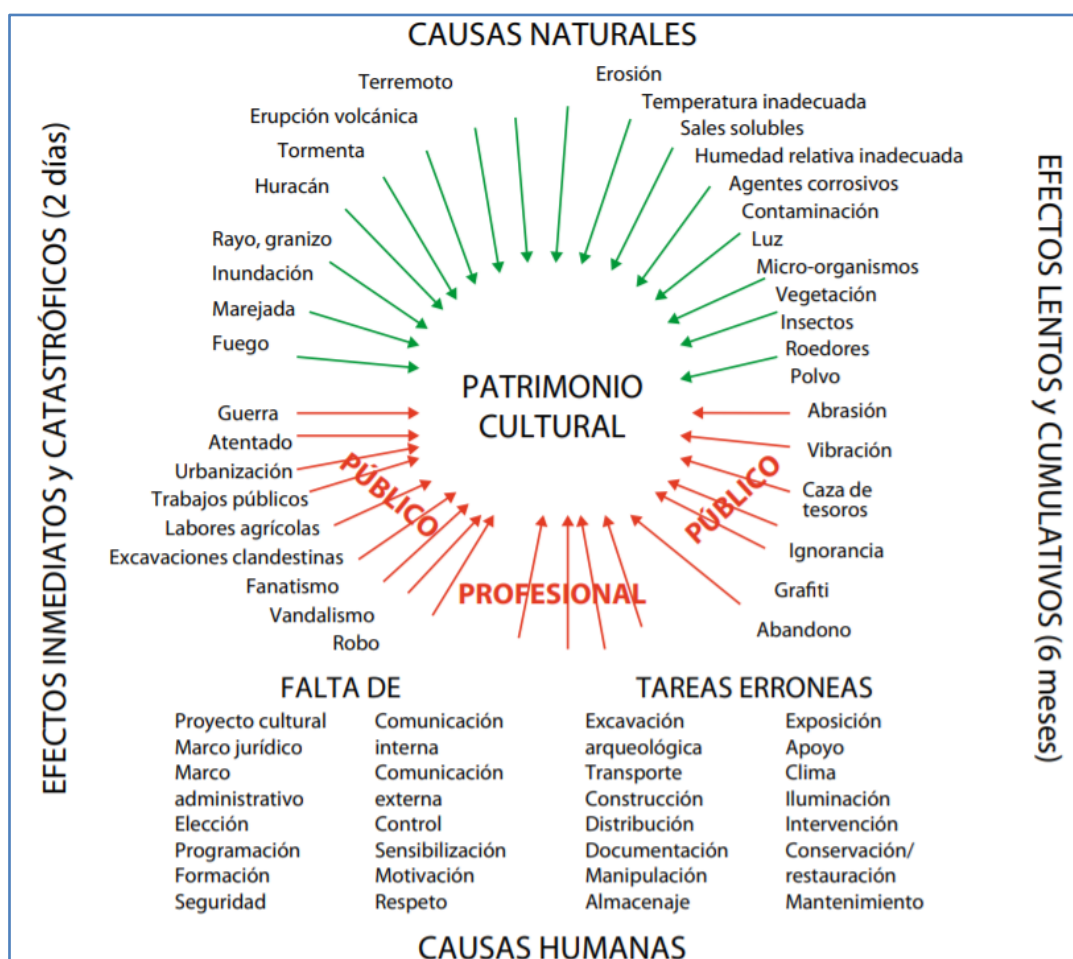 CAUSAS NATURALES
EFECTOS INMEDIATOS y CATASTRÓFICOS (2 días)
Terremoto
Erupción volcánica
Tormenta
Huracán
Rayo, granizo
Inundación
Marejada
Fuego
Erosión
Temperatura inadecuada
Sales solubles
Humedad relativa inadecuada
Agentes corrosivos
Contaminación
Luz
Micro-organismos
Vegetación
Insectos
Roedores
Polvo
EFECTOS LENTOS y CUMULATIVOS (6 meses)
PATRIMONIO
CULTURAL
Guerra
Atentado
Urbanización
Trabajos públicos
Labores agrícolas
Excavaciones clandestinas
Fanatismo
Vandalismo
Robo
PÚBLICO
PROFESIONAL
PÚBLICO
Abrasión
Vibración
Caza de
tesoros
Ignorancia
Grafiti
Abandono
FALTA DE
Proyecto cultural
Marco jurídico
Marco
administrativo
Elección
Programación
Formación
Seguridad
Comunicación
interna
Comunicación
externa
Control
Sensibilización
Motivación
Respeto
TAREAS ERRONEAS
Excavación
arqueológica
Transporte
Construcción
Distribución
Documentación
Manipulación
Almacenaje
Exposición
Apoyo
Clima
Iluminación
Intervención
Conservación/
restauración
Mantenimiento
CAUSAS HUMANAS